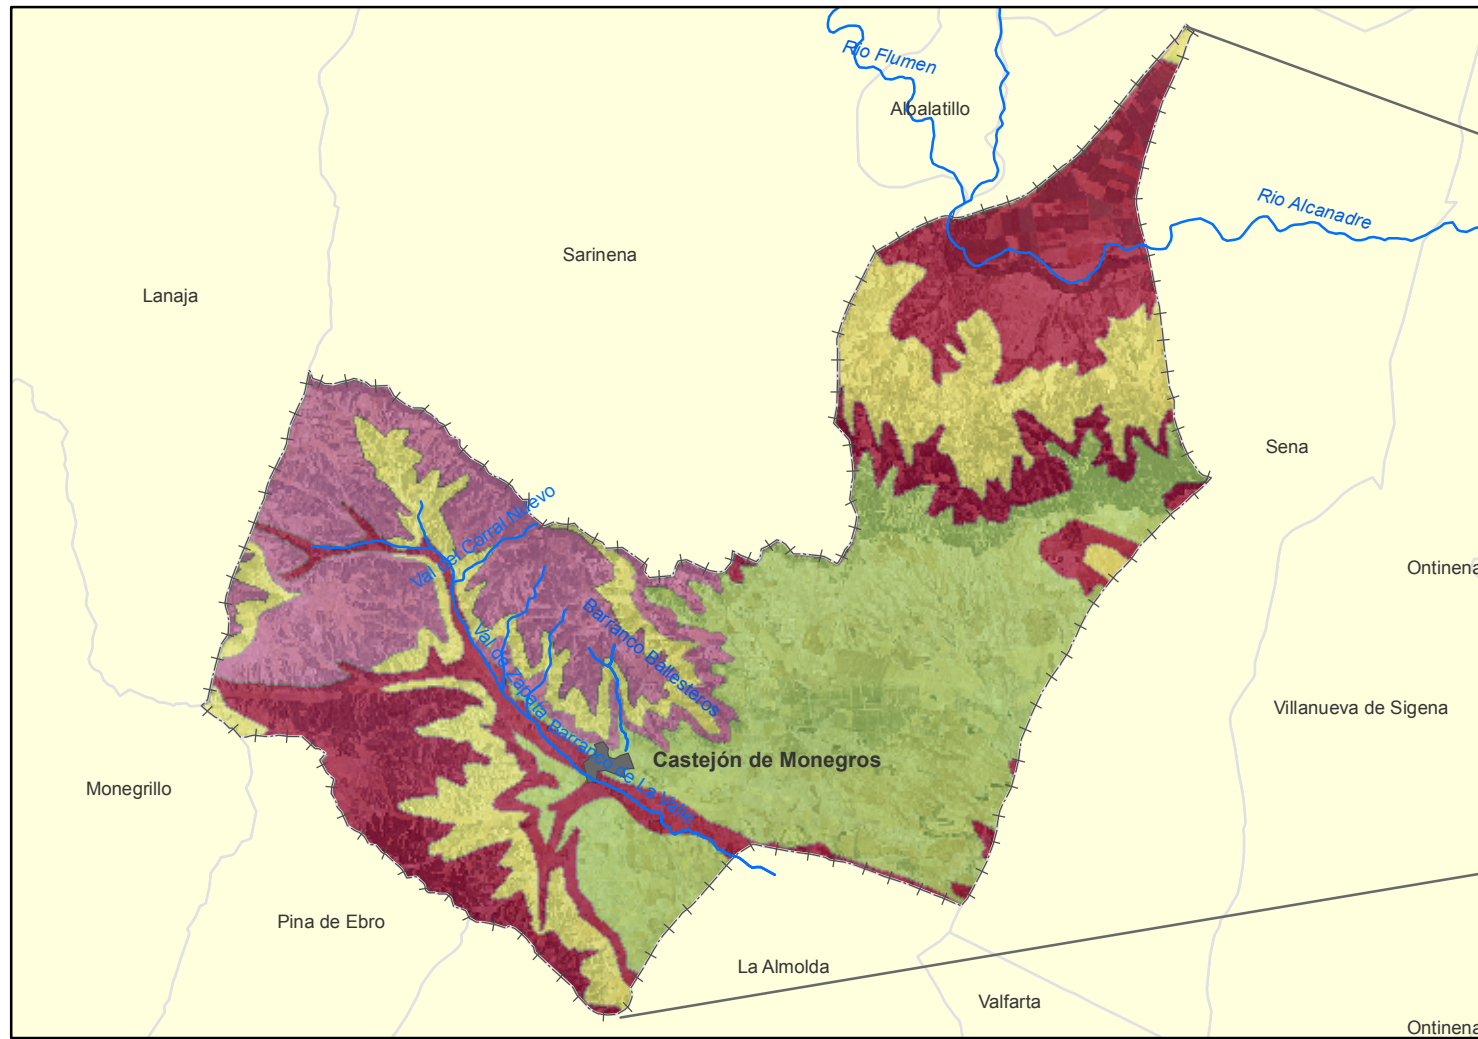 Rio Flumen
Albalatillo
Rio Alcanadre
Sarinena
Lanaja
Sena
Val del Corral Nuevo
Ontinena
Barranco Ballesteros
Val de Zapata, Barranco de La Valle
Villanueva de Sigena
Castejón de Monegros
Monegrillo
Pina de Ebro
La Almolda
Valfarta
Ontinena